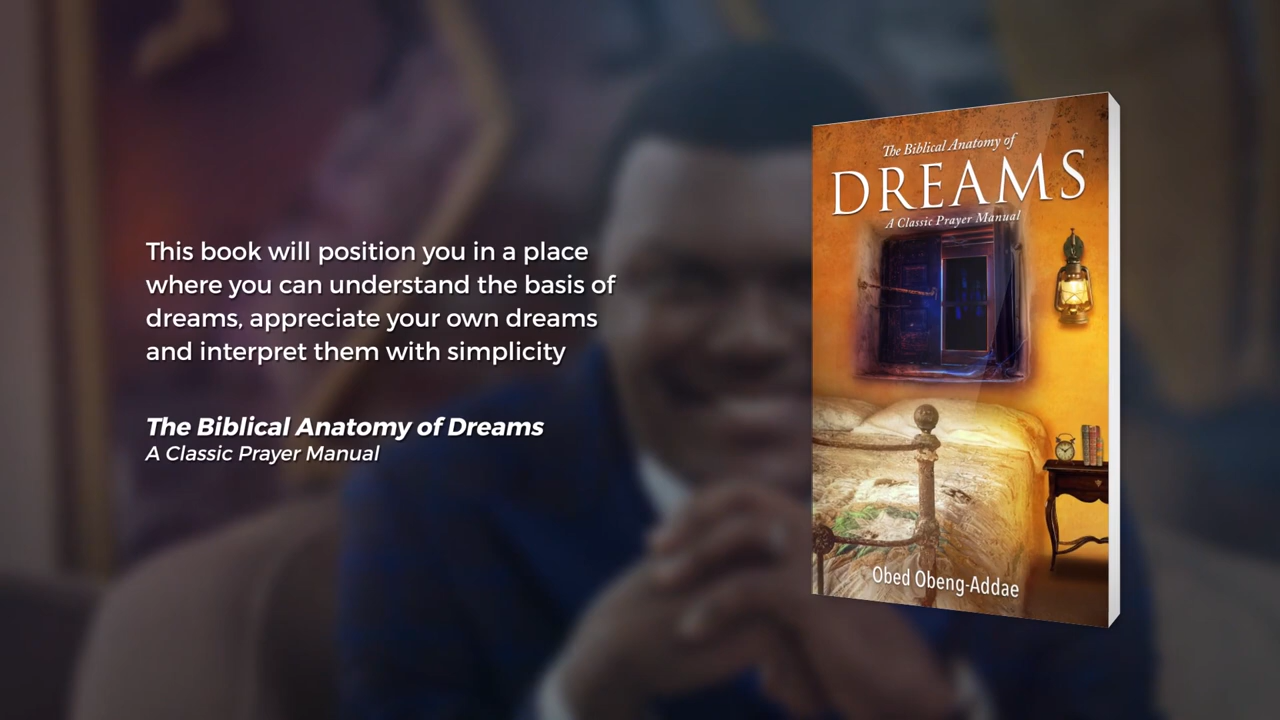 This book will position you in a place
where you can understand the basis of
dreams, appreciate your own dreams
and interpret them with simplicity
The Biblical Anatomy of Dreams
A Classic Prayer Manual
The Biblical Anatomy of
DREAMS
A Classic Prayer Manual
Obed Obeng-Addae